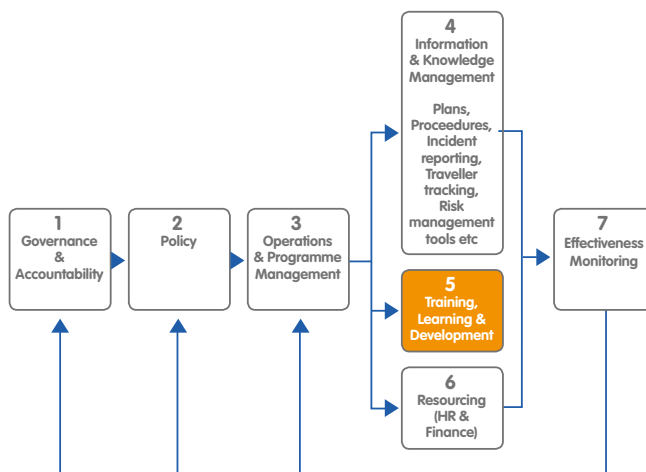 1
Governance
&
Accountability
2
Policy
3
Operations
& Programme
Management
4
Information
& Knowledge
Management
Plans,
Proceedures,
Incident
reporting,
Traveller
tracking,
Risk
management
tools etc
5
Training,
Learning &
Development
6
Resourcing
(HR &
Finance)
7
Effectiveness
Monitoring